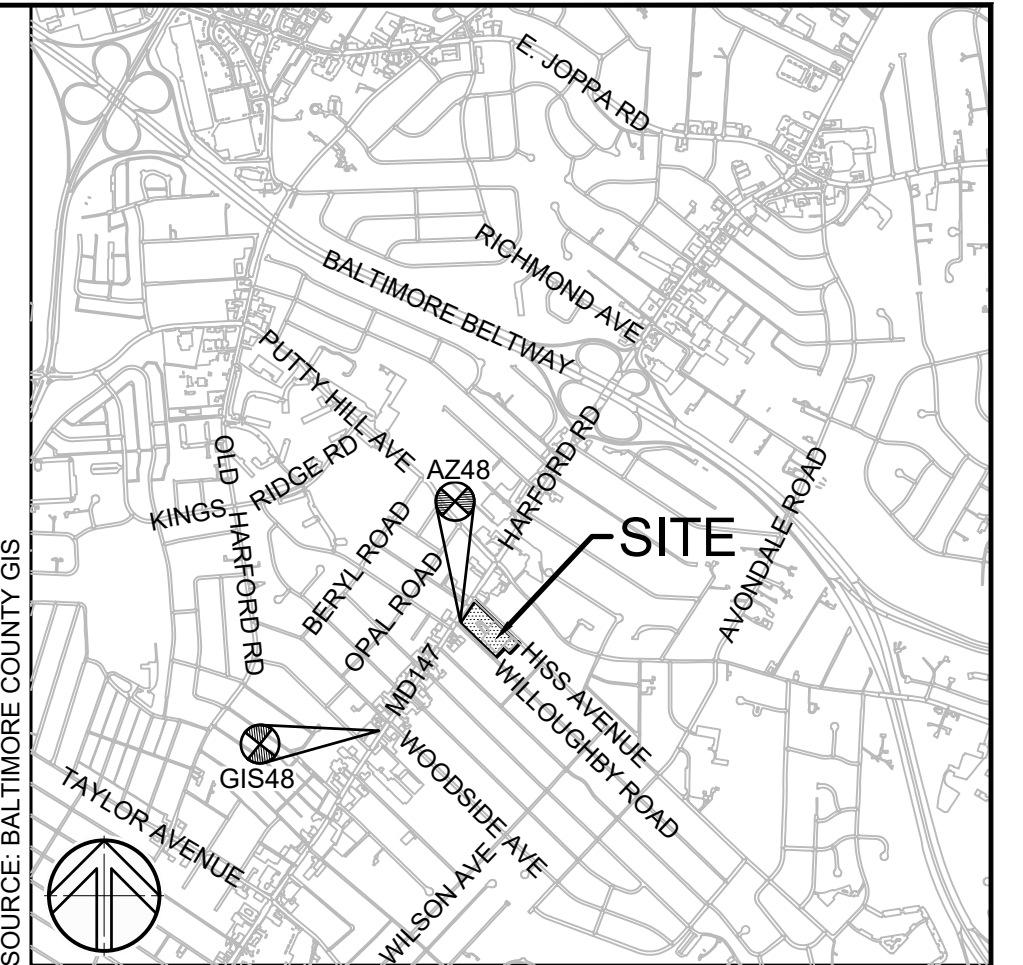 E. JOPPA RD
RICHMOND AVE
BALTIMORE BELTWAY
PUTTY HILL AVE
HARFORD RD
OLD HARFORD RD
KINGS RIDGE RD
AZ48
SITE
BERYL ROAD
OPAL ROAD
AVONDALE ROAD
MD147
HISS AVENUE
WILLOUGHBY ROAD
GIS48
WOODSIDE AVE
TAYLOR AVENUE
WILSON AVE
SOURCE: BALTIMORE COUNTY GIS